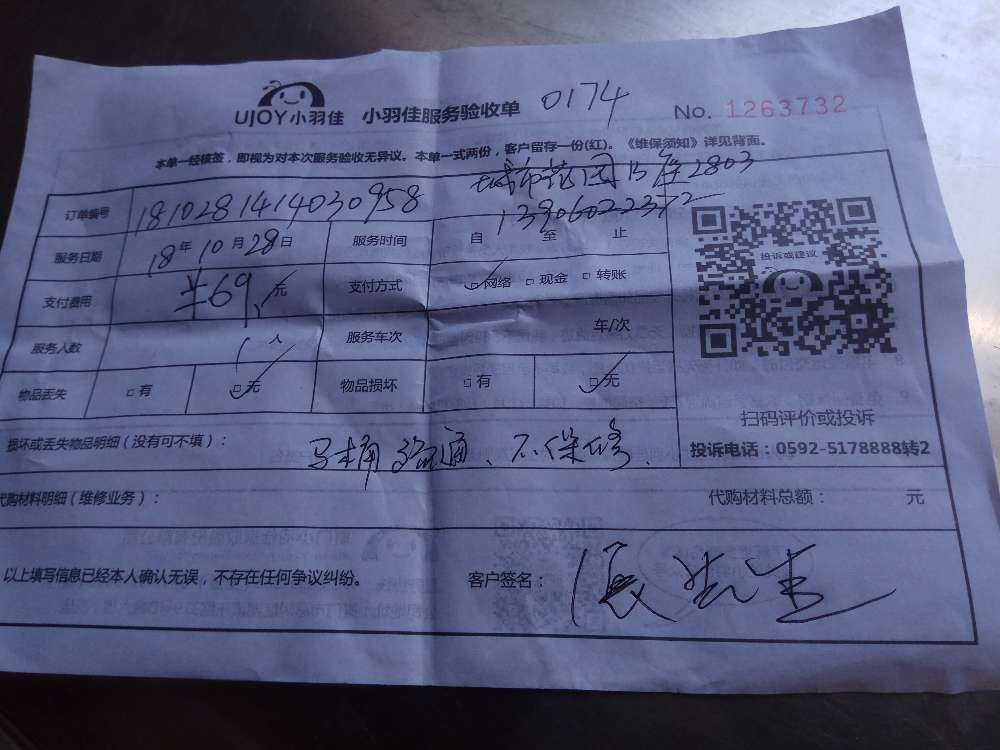 UJOY小羽佳 小羽佳服务验收单 0174 No. 1263732
本单一经核签，即视为对本次服务验收无异议。本单一式两份，客户留存一份(红)。《维保须知》详见背面。
订单编号 1810281414030958 城市花园B座2803
13906022372
服务日期 18年10月28日 服务时间 自 至 止
投诉或建议
支付费用 ¥69元 支付方式 网络 现金 转账
服务人数 1人 服务车次 车/次
物品丢失 有 无 物品损坏 有 无
扫码评价或投诉
损坏或丢失物品明细（没有可不填）： 马桶疏通、不保修、
投诉电话：0592-5178888转2
代购材料明细（维修业务）： 代购材料总额： 元
以上填写信息已经本人确认无误，不存在任何争议纠纷。 客户签名： 先生